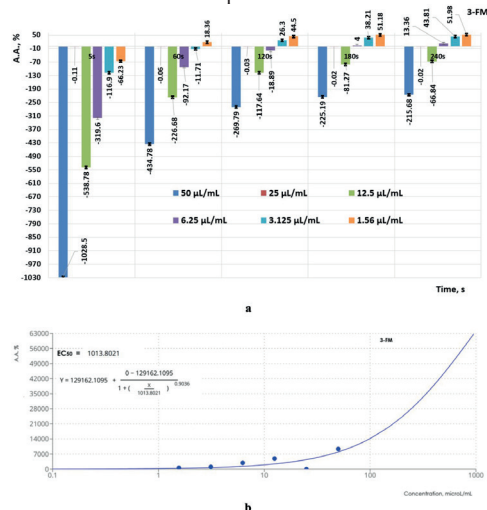 3-FM
A.A., %
50
-10
-70
-130
-190
-250
-310
-370
-430
-490
-550
-610
-670
-730
-790
-850
-910
-970
-1030
5s
60s
120s
180s
240s
-1028.5
-0.11
-538.78
-319.6
-116.9
-66.23
-434.78
-0.06
-226.68
-92.17
-11.71
18.36
-269.79
-0.03
-117.64
-18.89
26.3
44.5
-225.19
-0.02
-81.27
4
38.21
51.18
-215.68
-0.02
-66.84
13.36
43.81
51.98
50 µL/mL 25 µL/mL 12.5 µL/mL
6.25 µL/mL 3.125 µL/mL 1.56 µL/mL
Time, s
a
A.A. %
63000
56000
49000
42000
35000
28000
21000
14000
7000
0
3-FM
EC50 = 1013.8021
Y = 129162.1095 + 0 − 129162.1095
1 + ( X
1013.8021 ) 0.9036
0.1 1 10 100 1000
Concentration, microL/mL
b